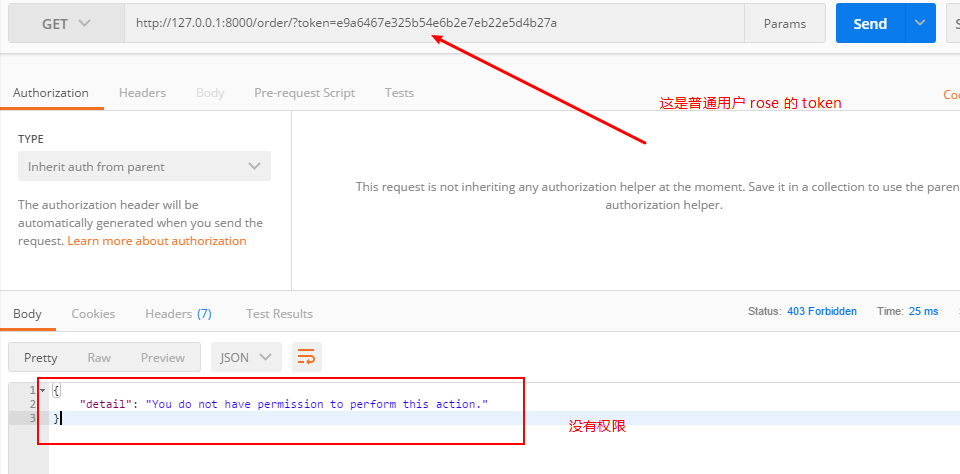 GET http://127.0.0.1:8000/order/?token=e9a6467e325b54e6b2e7eb22e5d4b27a Params Send S
Authorization Headers Body Pre-request Script Tests Coo
这是普通用户 rose 的 token
TYPE
Inherit auth from parent
The authorization header will be
automatically generated when you send the
request. Learn more about authorization
This request is not inheriting any authorization helper at the moment. Save it in a collection to use the paren
authorization helper.
Body Cookies Headers (7) Test Results Status: 403 Forbidden Time: 25 ms
Pretty Raw Preview JSON
1 {
2 "detail": "You do not have permission to perform this action."
3 }
没有权限